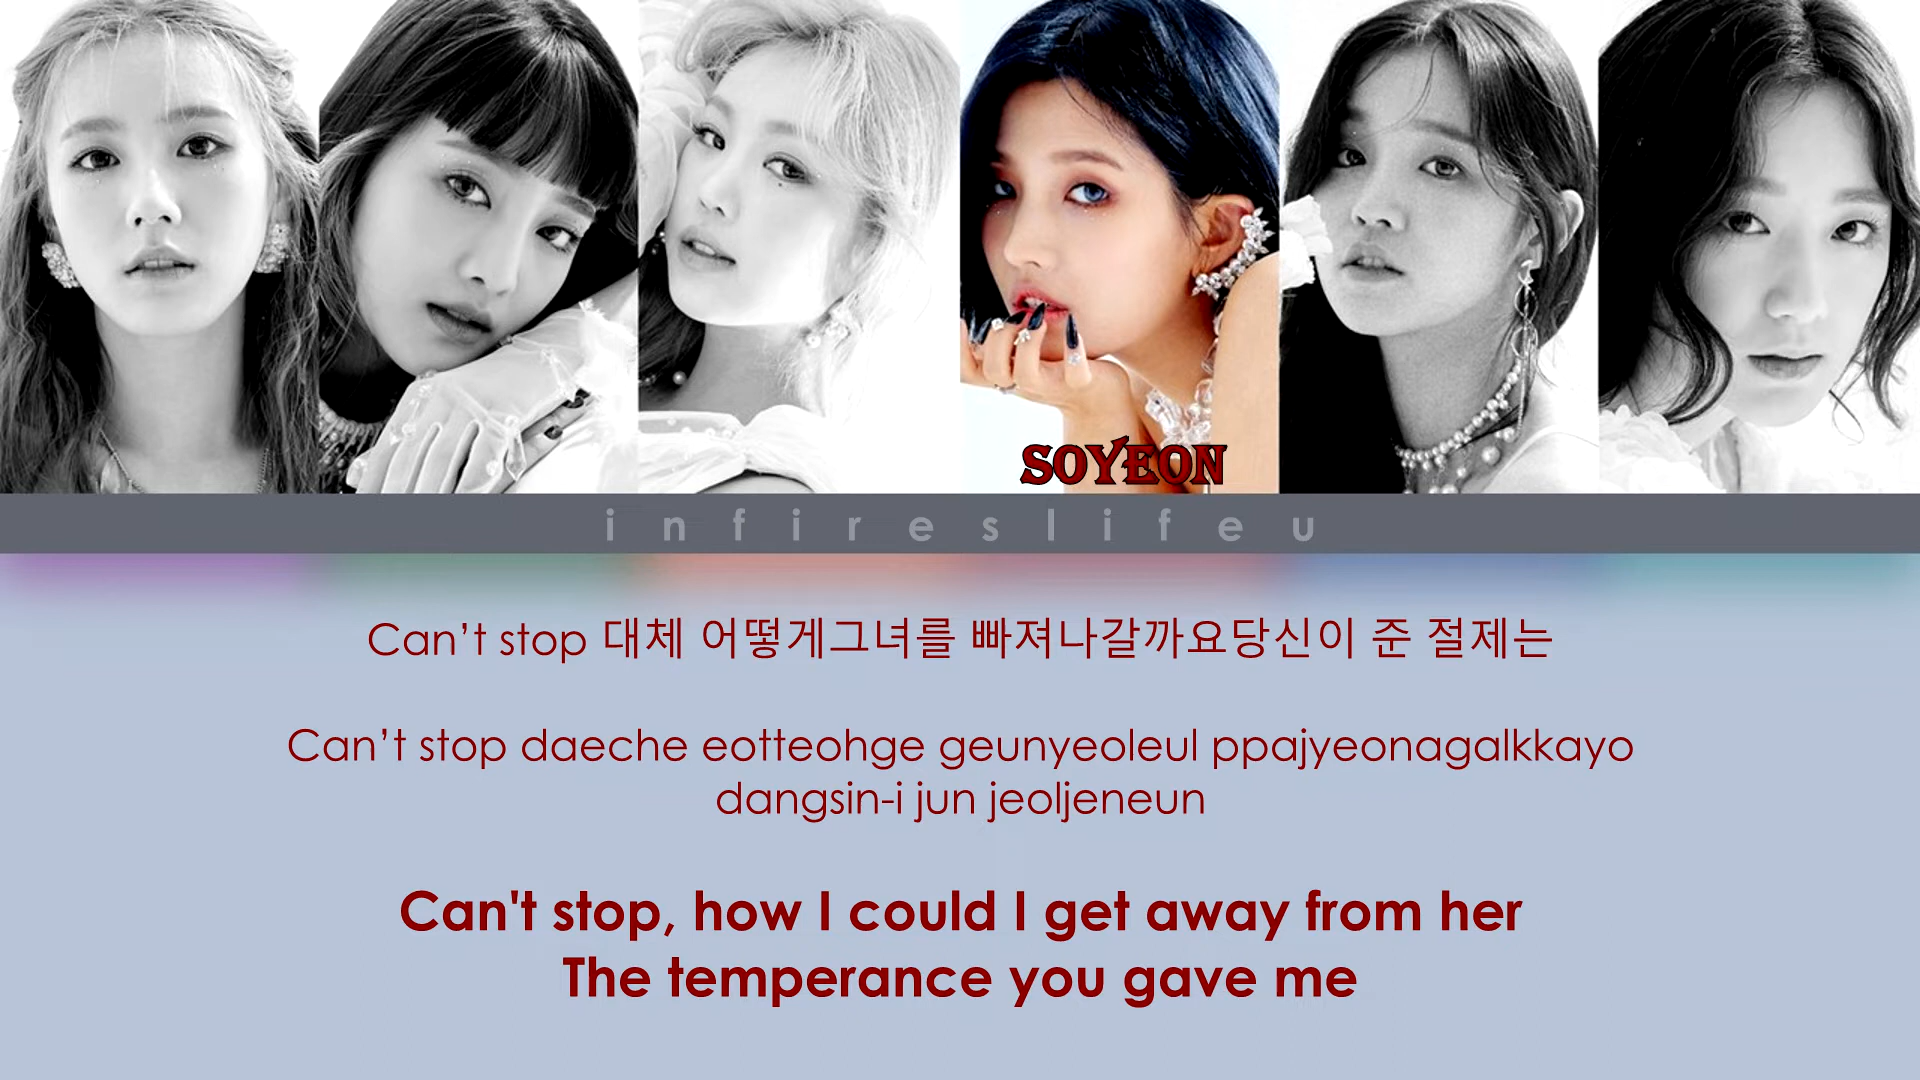 SOYEON
infireslifeu
Can’t stop 대체 어떻게그녀를 빠져나갈까요당신이 준 절제는
Can’t stop daeche eotteohge geunyeoleul ppajyeonagalkkayo
dangsin-i jun jeoljeneun
Can't stop, how I could I get away from her
The temperance you gave me